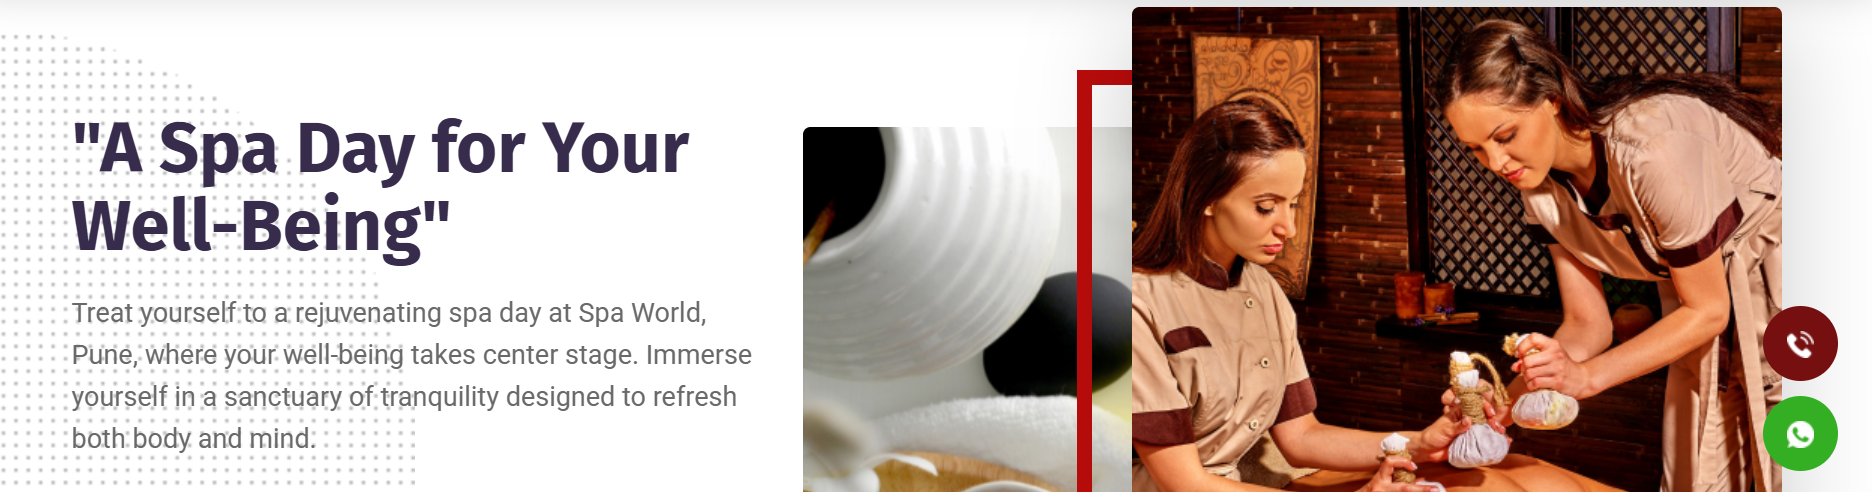 "A Spa Day for Your
Well-Being"
Treat yourself to a rejuvenating spa day at Spa World,
Pune, where your well-being takes center stage. Immerse
yourself in a sanctuary of tranquility designed to refresh
both body and mind.